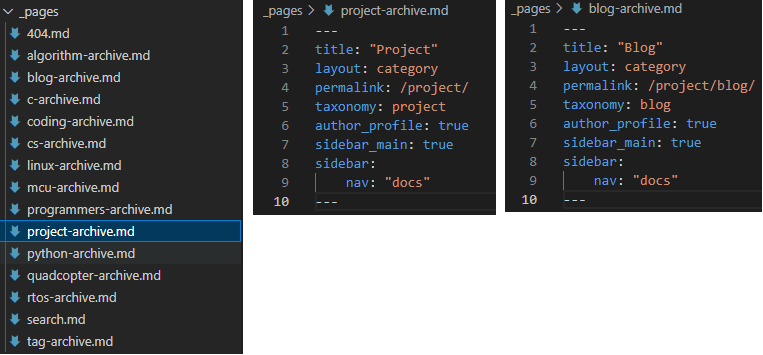 _pages
404.md
algorithm-archive.md
blog-archive.md
c-archive.md
coding-archive.md
cs-archive.md
linux-archive.md
mcu-archive.md
programmers-archive.md
project-archive.md
python-archive.md
quadcopter-archive.md
rtos-archive.md
search.md
tag-archive.md
_pages > project-archive.md
1 ---
2 title: "Project"
3 layout: category
4 permalink: /project/
5 taxonomy: project
6 author_profile: true
7 sidebar_main: true
8 sidebar:
9 nav: "docs"
10 ---
_pages > blog-archive.md
1 ---
2 title: "Blog"
3 layout: category
4 permalink: /project/blog/
5 taxonomy: blog
6 author_profile: true
7 sidebar_main: true
8 sidebar:
9 nav: "docs"
10 ---